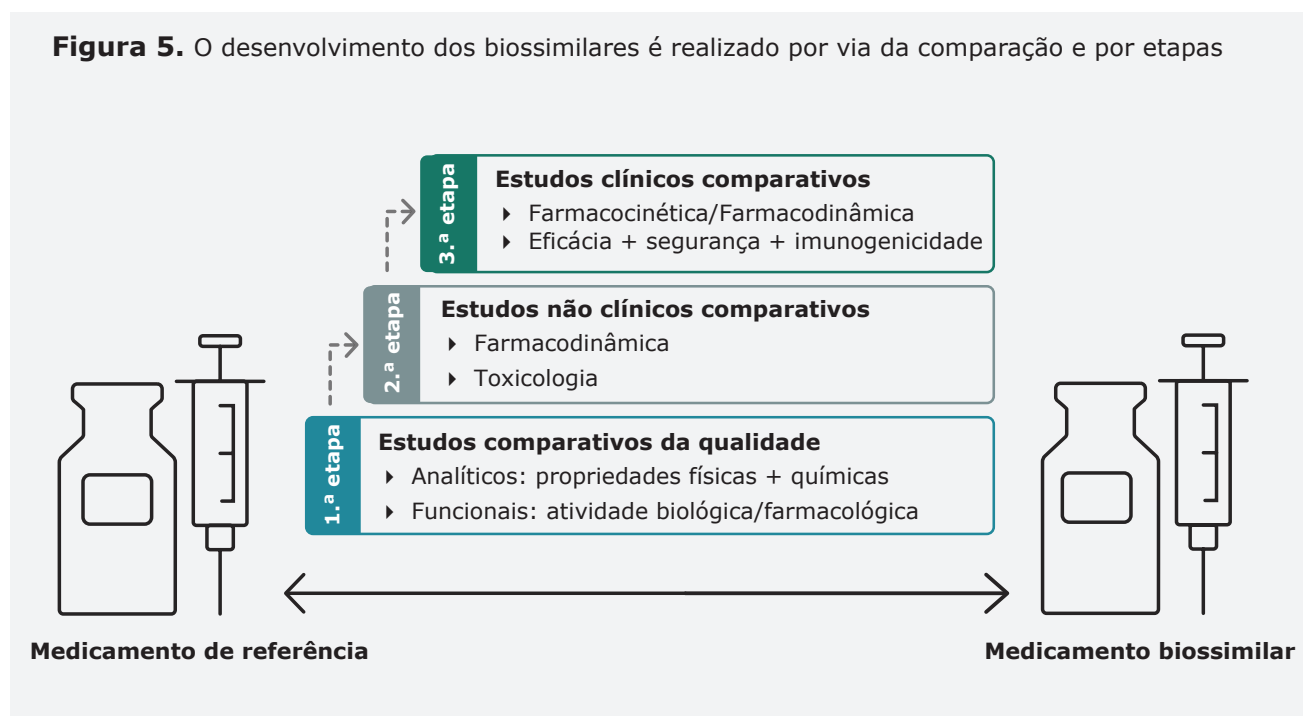 Figura 5. O desenvolvimento dos biossimilares é realizado por via da comparação e por etapas
3.ª etapa
Estudos clínicos comparativos
Farmacocinética/Farmacodinâmica
Eficácia + segurança + imunogenicidade
2.ª etapa
Estudos não clínicos comparativos
Farmacodinâmica
Toxicologia
1.ª etapa
Estudos comparativos da qualidade
Analíticos: propriedades físicas + químicas
Funcionais: atividade biológica/farmacológica
Medicamento de referência
Medicamento biossimilar